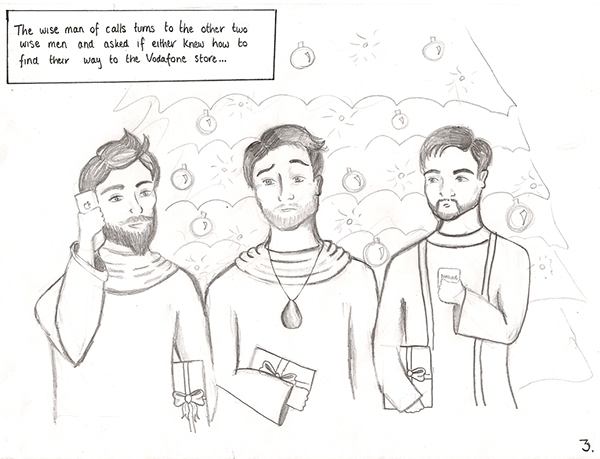 The wise man of calls turns to the other two
wise men and asked if either knew how to
find their way to the Vodafone store...
3.